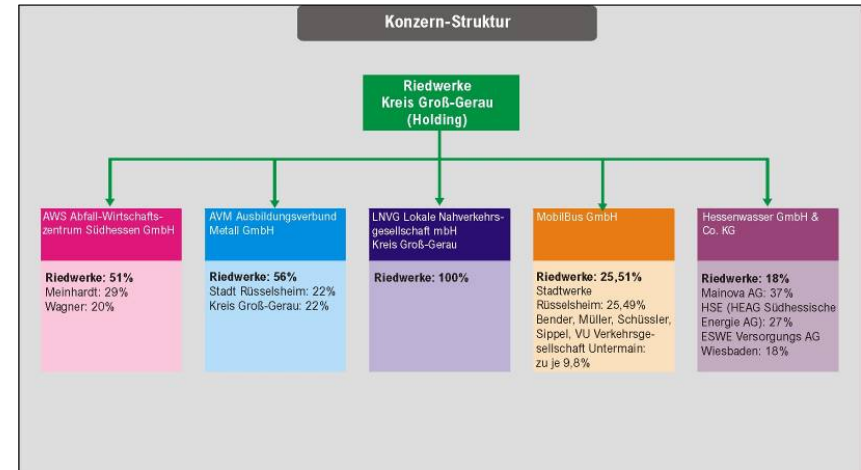 Konzern-Struktur
Riedwerke
Kreis Groß-Gerau
(Holding)
AWS Abfall-Wirtschafts-
zentrum Südhessen GmbH
Riedwerke: 51%
Meinhardt: 29%
Wagner: 20%
AVM Ausbildungsverbund
Metall GmbH
Riedwerke: 56%
Stadt Rüsselsheim: 22%
Kreis Groß-Gerau: 22%
LNVG Lokale Nahverkehrs-
gesellschaft mbH
Kreis Groß-Gerau
Riedwerke: 100%
MobilBus GmbH
Riedwerke: 25,51%
Stadtwerke
Rüsselsheim: 25,49%
Bender, Müller, Schüssler,
Sippel, VU Verkehrsge-
sellschaft Untermain:
zu je 9,8%
Hessenwasser GmbH &
Co. KG
Riedwerke: 18%
Mainova AG: 37%
HSE (HEAG Südhessische
Energie AG): 27%
ESWE Versorgungs AG
Wiesbaden: 18%